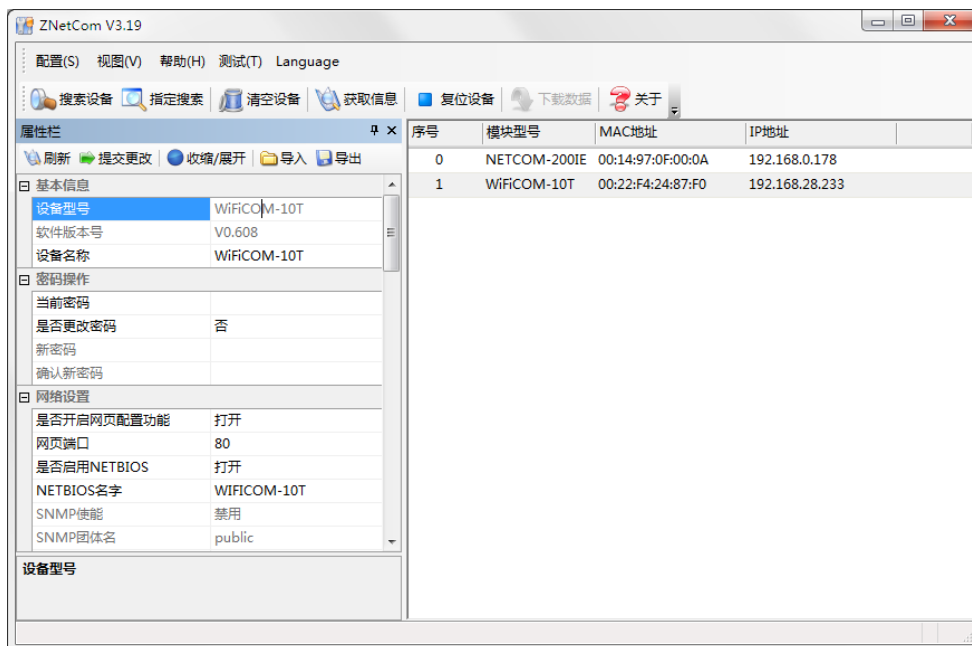 ZNetCom V3.19
配置(S) 视图(V) 帮助(H) 测试(T) Language
搜索设备 指定搜索 清空设备 获取信息 复位设备 下载数据 关于
属性栏
刷新 提交更改 收缩/展开 导入 导出
基本信息
设备型号 WiFiCOM-10T
软件版本号 V0.608
设备名称 WiFiCOM-10T
密码操作
当前密码
是否更改密码 否
新密码
确认新密码
网络设置
是否开启网页配置功能 打开
网页端口 80
是否启用NETBIOS 打开
NETBIOS名字 WIFICOM-10T
SNMP使能 禁用
SNMP团体名 public
设备型号
序号 模块型号 MAC地址 IP地址
0 NETCOM-200IE 00:14:97:0F:00:0A 192.168.0.178
1 WiFiCOM-10T 00:22:F4:24:87:F0 192.168.28.233